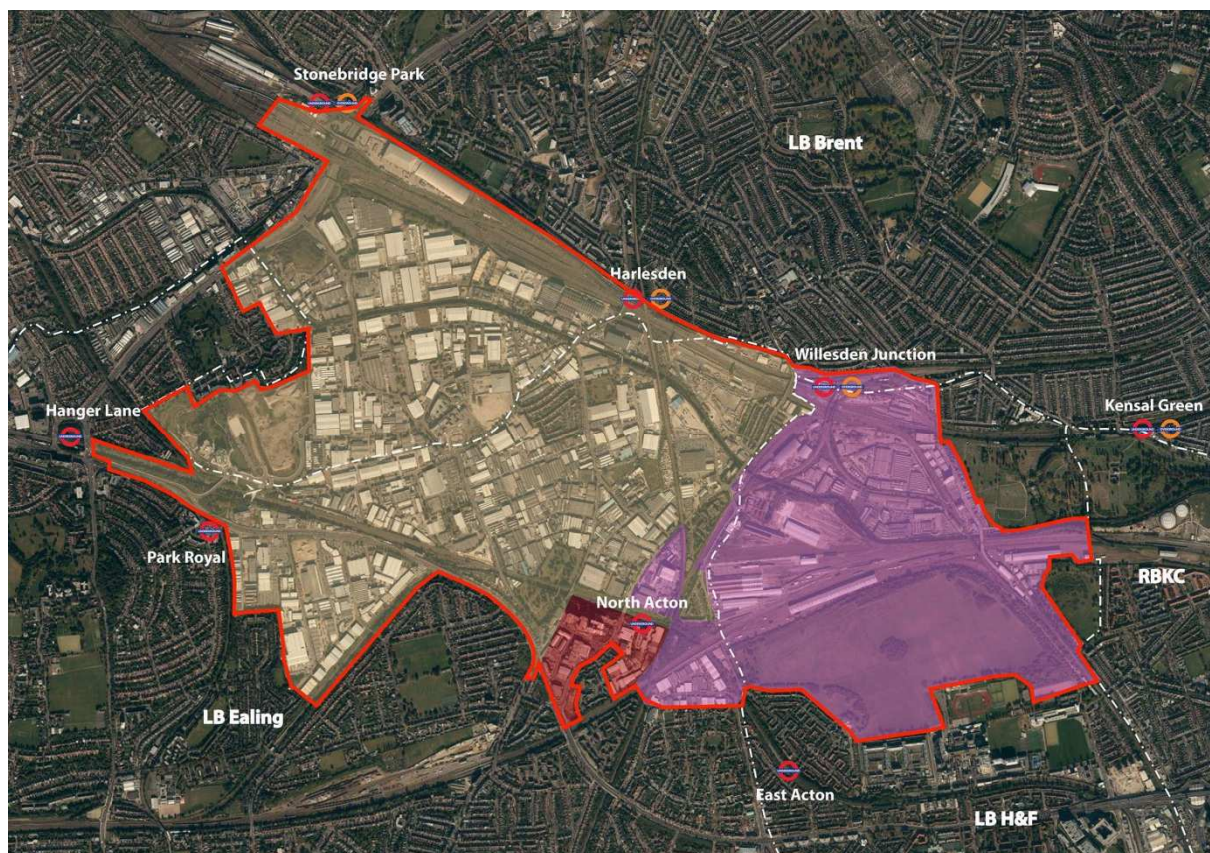 Stonebridge Park
LB Brent
Harlesden
Willesden Junction
Hanger Lane
Kensal Green
Park Royal
RBKC
North Acton
LB Ealing
East Acton
LB H&F